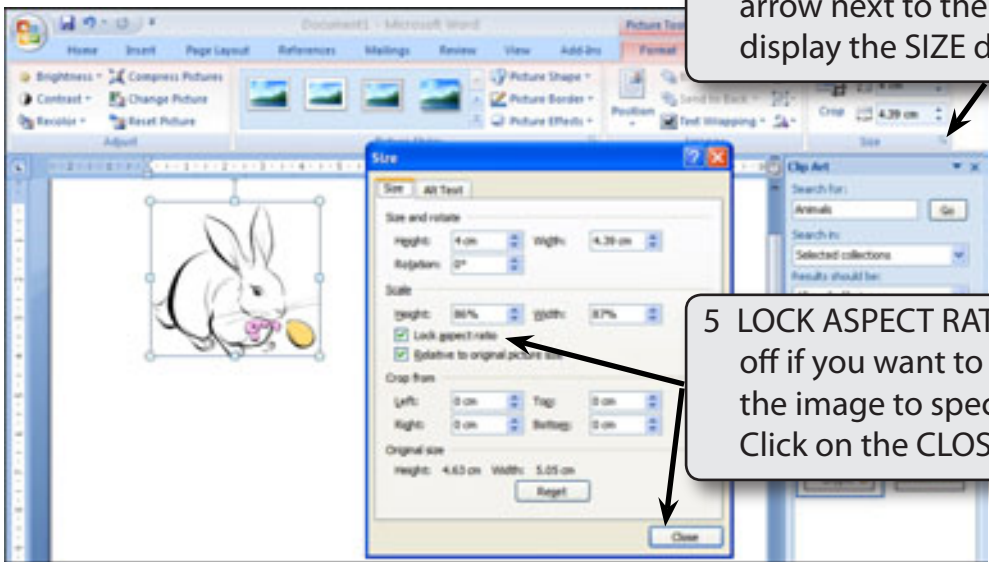 arrow next to the
display the SIZE d
Document1 - Microsoft Word
Picture Too
Home Insert Page Layout References Mailings Review View Add-Ins Format
Brightness Compress Pictures
Contrast Change Picture
Recolor Reset Picture
Adjust
Picture Shape
Picture Border
Picture Effects
Position
Send to Back
Text Wrapping
Crop
4.39 cm
Size
Size
Size Alt Text
Size and rotate
Height: 4 cm Width: 4.39 cm
Rotation: 0°
Scale
Height: 86% Width: 87%
Lock aspect ratio
Relative to original picture size
Crop from
Left: 0 cm Top: 0 cm
Right: 0 cm Bottom: 0 cm
Original size
Height: 4.63 cm Width: 5.05 cm
Reset
Close
Clip Art
Search for:
Animals Go
Search in:
Selected collections
Results should be:
5 LOCK ASPECT RAT
off if you want to
the image to spec
Click on the CLOS